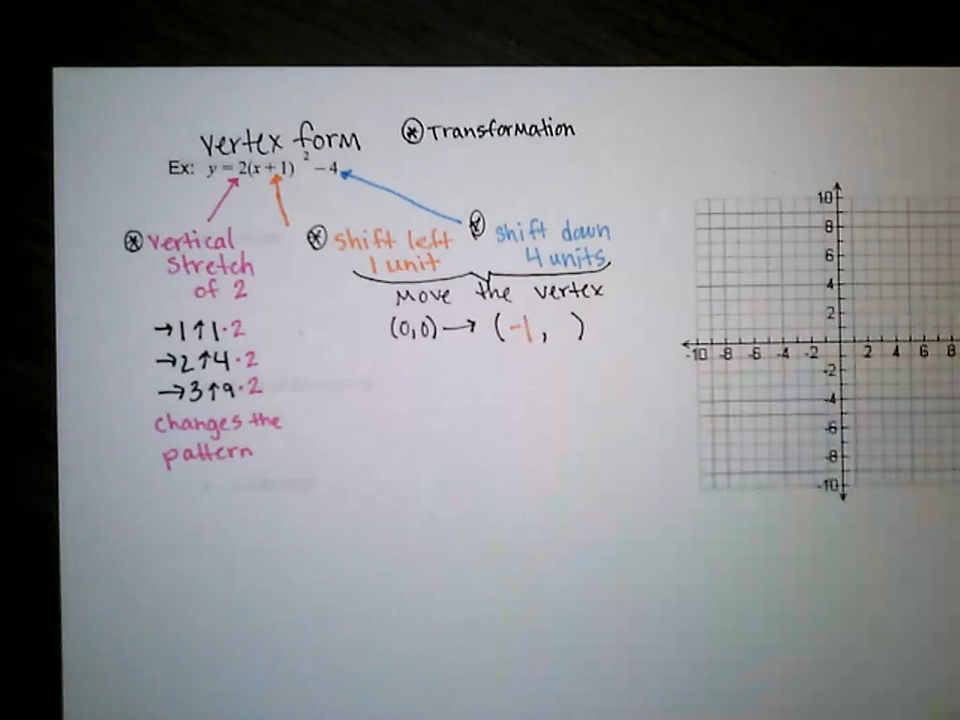 vertex form
⊛ Transformation
Ex: y = 2(x + 1)² − 4
⊛ vertical stretch of 2
⊛ shift left 1 unit
⊛ shift down 4 units
Move the vertex
(0,0) → (-1, )
→1↑1·2
→2↑4·2
→3↑9·2
changes the
pattern
10
8
6
4
2
-10 -8 -6 -4 -2 2 4 6 8
-2
-4
-6
-8
-10